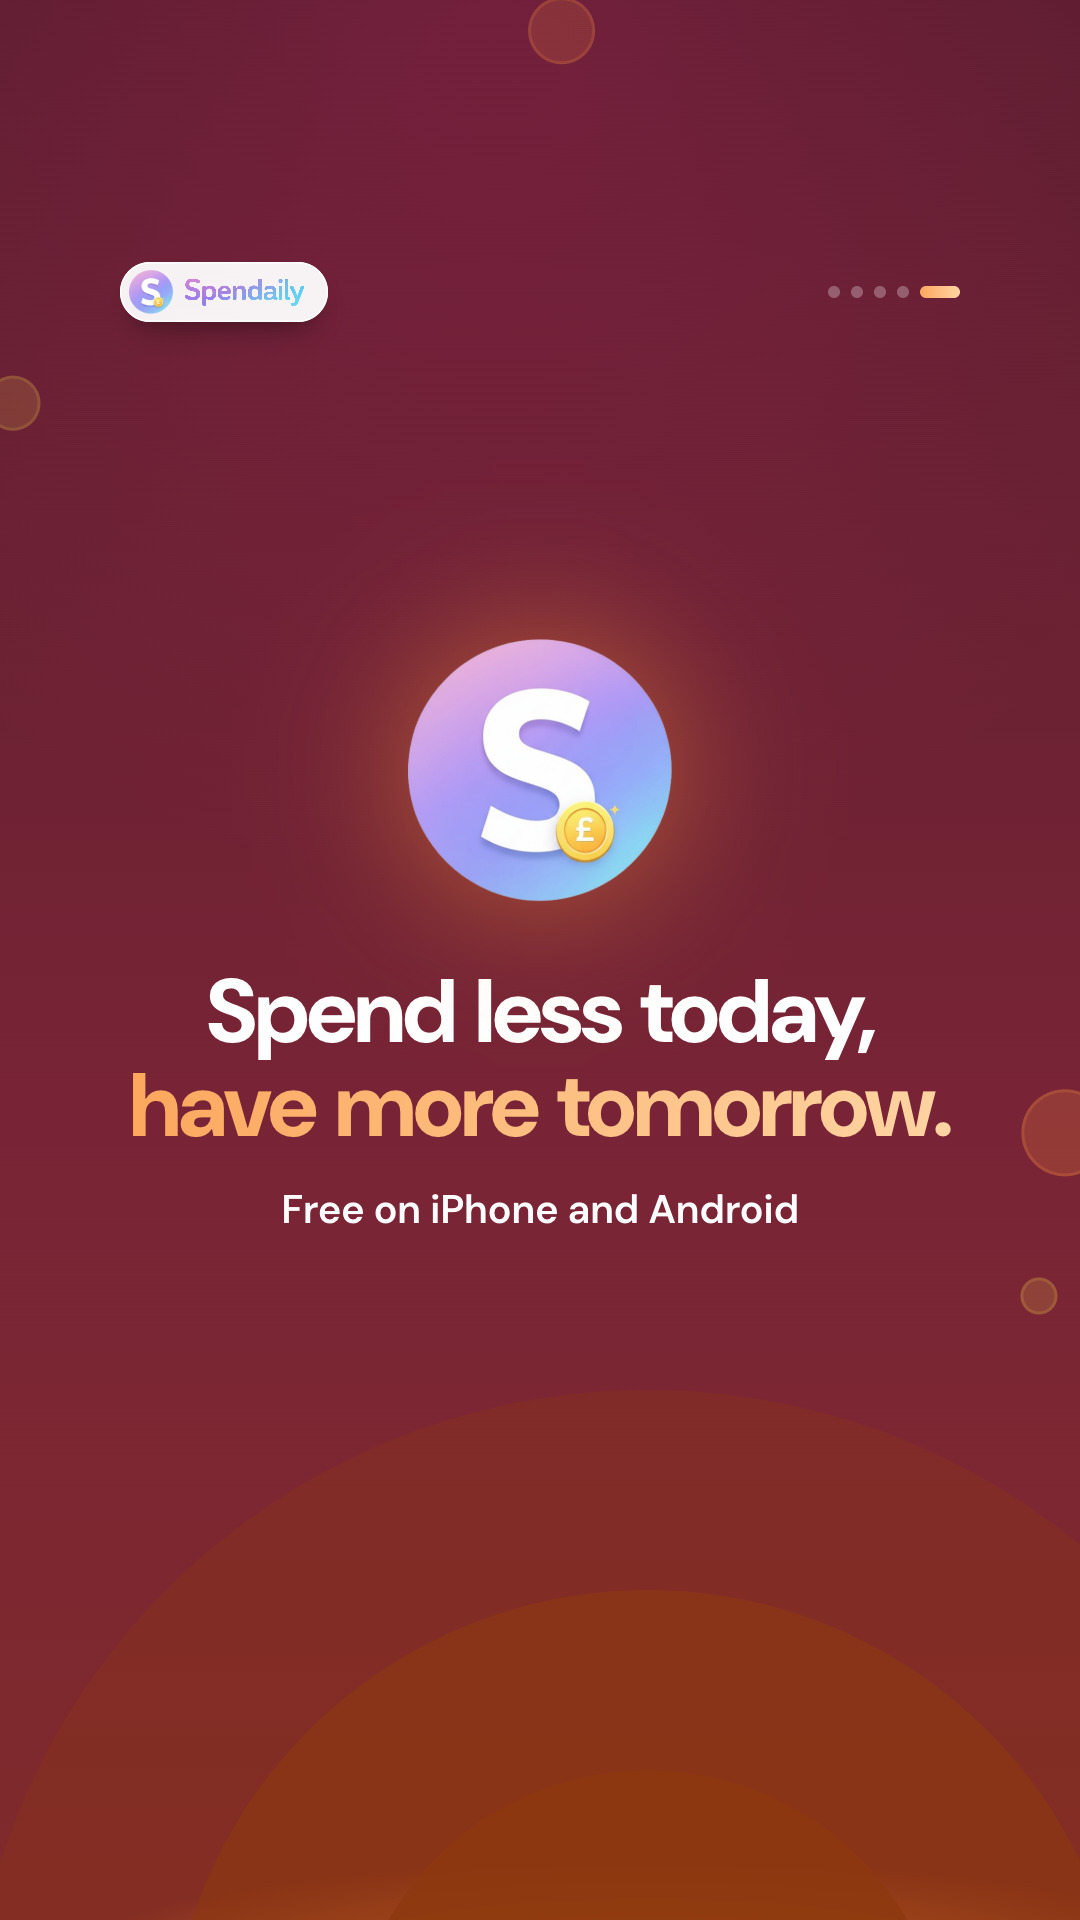 S Spendaily
S
£
Spend less today,
have more tomorrow.
Free on iPhone and Android